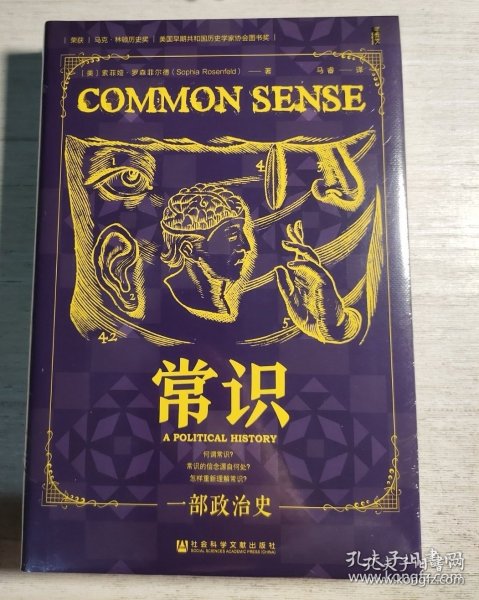 荣获 | 马克·林顿历史奖 | 美国早期共和国历史学家协会图书奖
[美]索菲娅·罗森菲尔德(Sophia Rosenfeld) —— 著
马睿 —— 译
COMMON SENSE
1
4
3
42
5
常识
A POLITICAL HISTORY
何谓常识?
常识的信念源自何处?
怎样重新理解常识?
一部政治史
社会科学文献出版社
SOCIAL SCIENCES ACADEMIC PRESS (CHINA)
孔夫子旧书网
www.kongfz.com